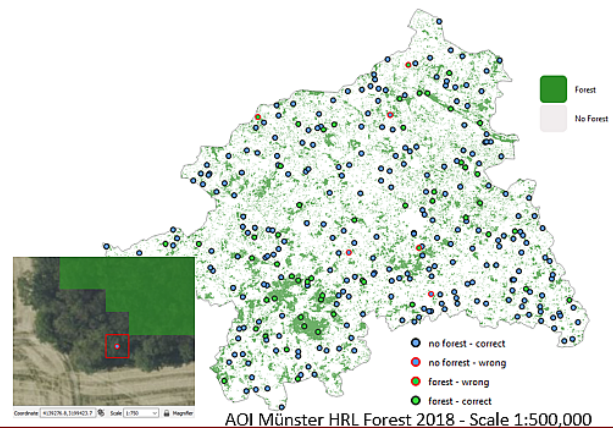 Forest
No Forest
no forest - correct
no forrest - wrong
forest - wrong
forest - correct
Coordinate
Scale 1:750
Magnifier
AOI Münster HRL Forest 2018 - Scale 1:500,000